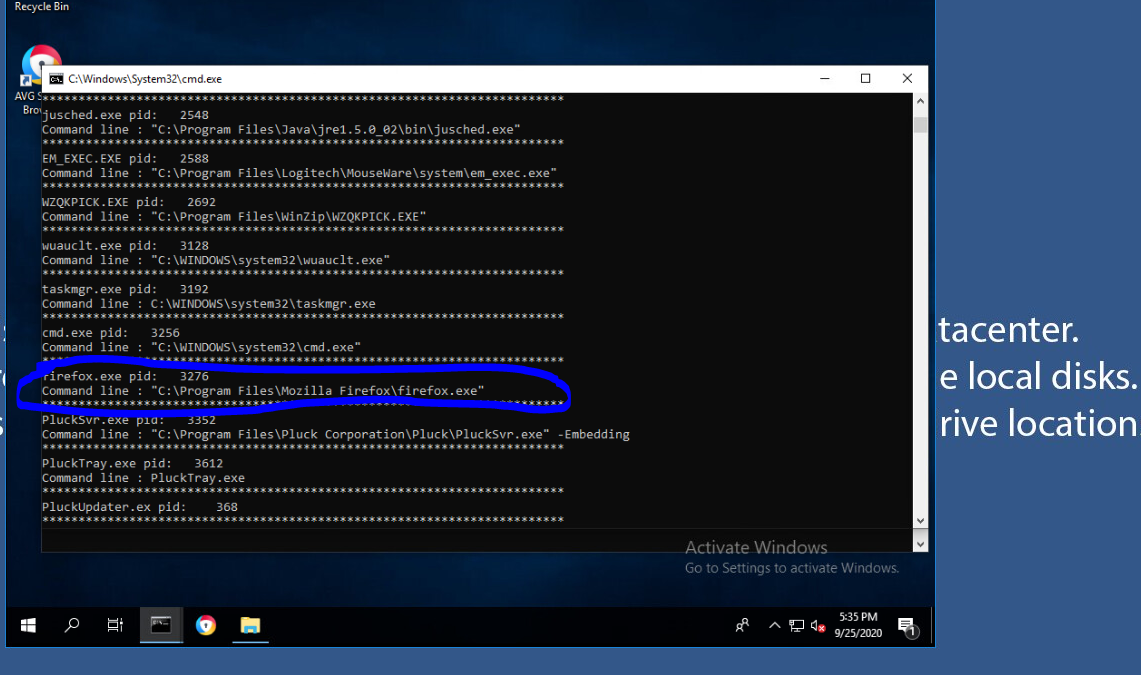 Recycle Bin
AVG S
Brow
C:\Windows\System32\cmd.exe
************************************************************************
jusched.exe pid:   2548
Command line : "C:\Program Files\Java\jre1.5.0_02\bin\jusched.exe"
************************************************************************
EM_EXEC.EXE pid:   2588
Command line : "C:\Program Files\Logitech\MouseWare\system\em_exec.exe"
************************************************************************
WZQKPICK.EXE pid:   2692
Command line : "C:\Program Files\WinZip\WZQKPICK.EXE"
************************************************************************
wuauclt.exe pid:   3128
Command line : "C:\WINDOWS\system32\wuauclt.exe"
************************************************************************
taskmgr.exe pid:   3192
Command line : C:\WINDOWS\system32\taskmgr.exe
************************************************************************
cmd.exe pid:   3256
Command line : "C:\WINDOWS\system32\cmd.exe"
************************************************************************
firefox.exe pid:   3276
Command line : "C:\Program Files\Mozilla Firefox\firefox.exe"
************************************************************************
PluckSvr.exe pid:   3352
Command line : "C:\Program Files\Pluck Corporation\Pluck\PluckSvr.exe" -Embedding
************************************************************************
PluckTray.exe pid:   3612
Command line : PluckTray.exe
************************************************************************
PluckUpdater.ex pid:    368
************************************************************************
tacenter.
e local disks.
rive location.
Activate Windows
Go to Settings to activate Windows.
5:35 PM
9/25/2020
1